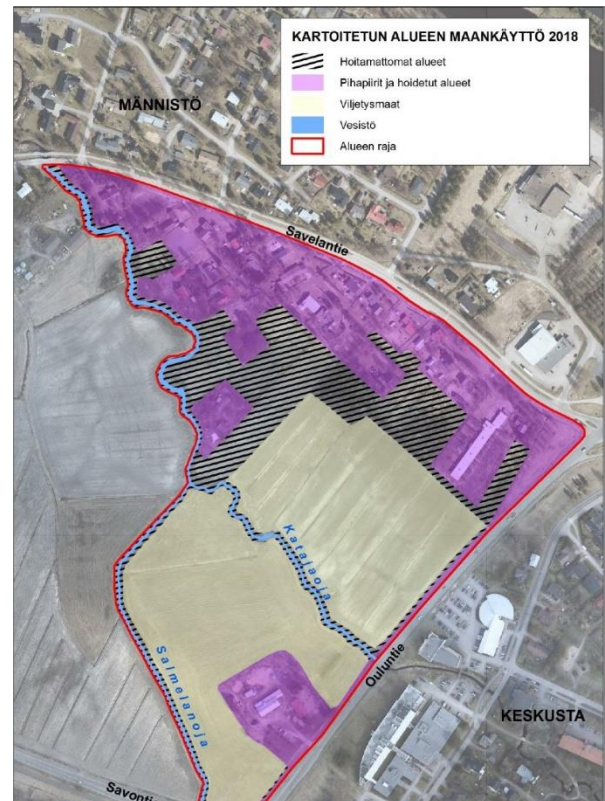 KARTOITETUN ALUEEN MAANKÄYTTÖ 2018
Hoitamattomat alueet
Pihapiirit ja hoidetut alueet
Viljetysmaat
Vesistö
Alueen raja
MÄNNISTÖ
Savelantie
Katajaoja
Salmelanoja
Ouluntie
KESKUSTA